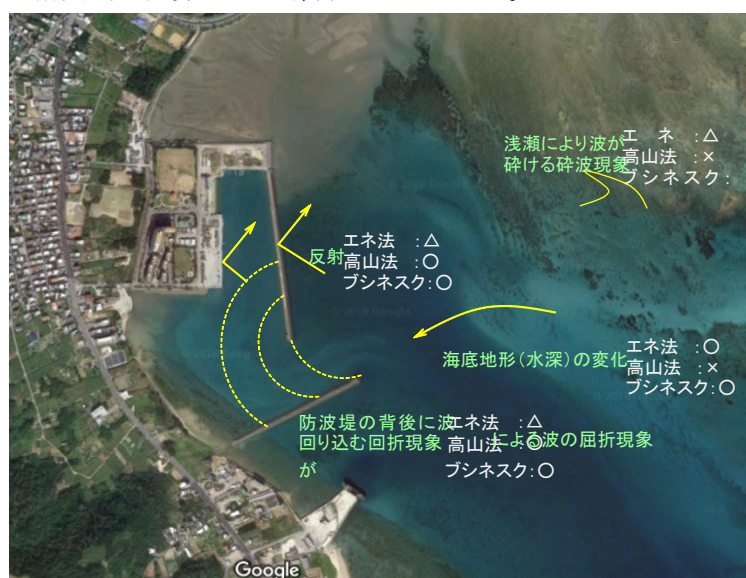 浅瀬により波が
砕ける砕波現象
エ ネ :△
高山法 :×
ブシネスク:
反射
エネ法 :△
高山法 :〇
ブシネスク:〇
海底地形(水深)の変化
による波の屈折現象
エネ法 :〇
高山法 :×
ブシネスク:〇
防波堤の背後に波
回り込む回折現象
が
エネ法 :△
高山法 :〇
ブシネスク:〇
Google